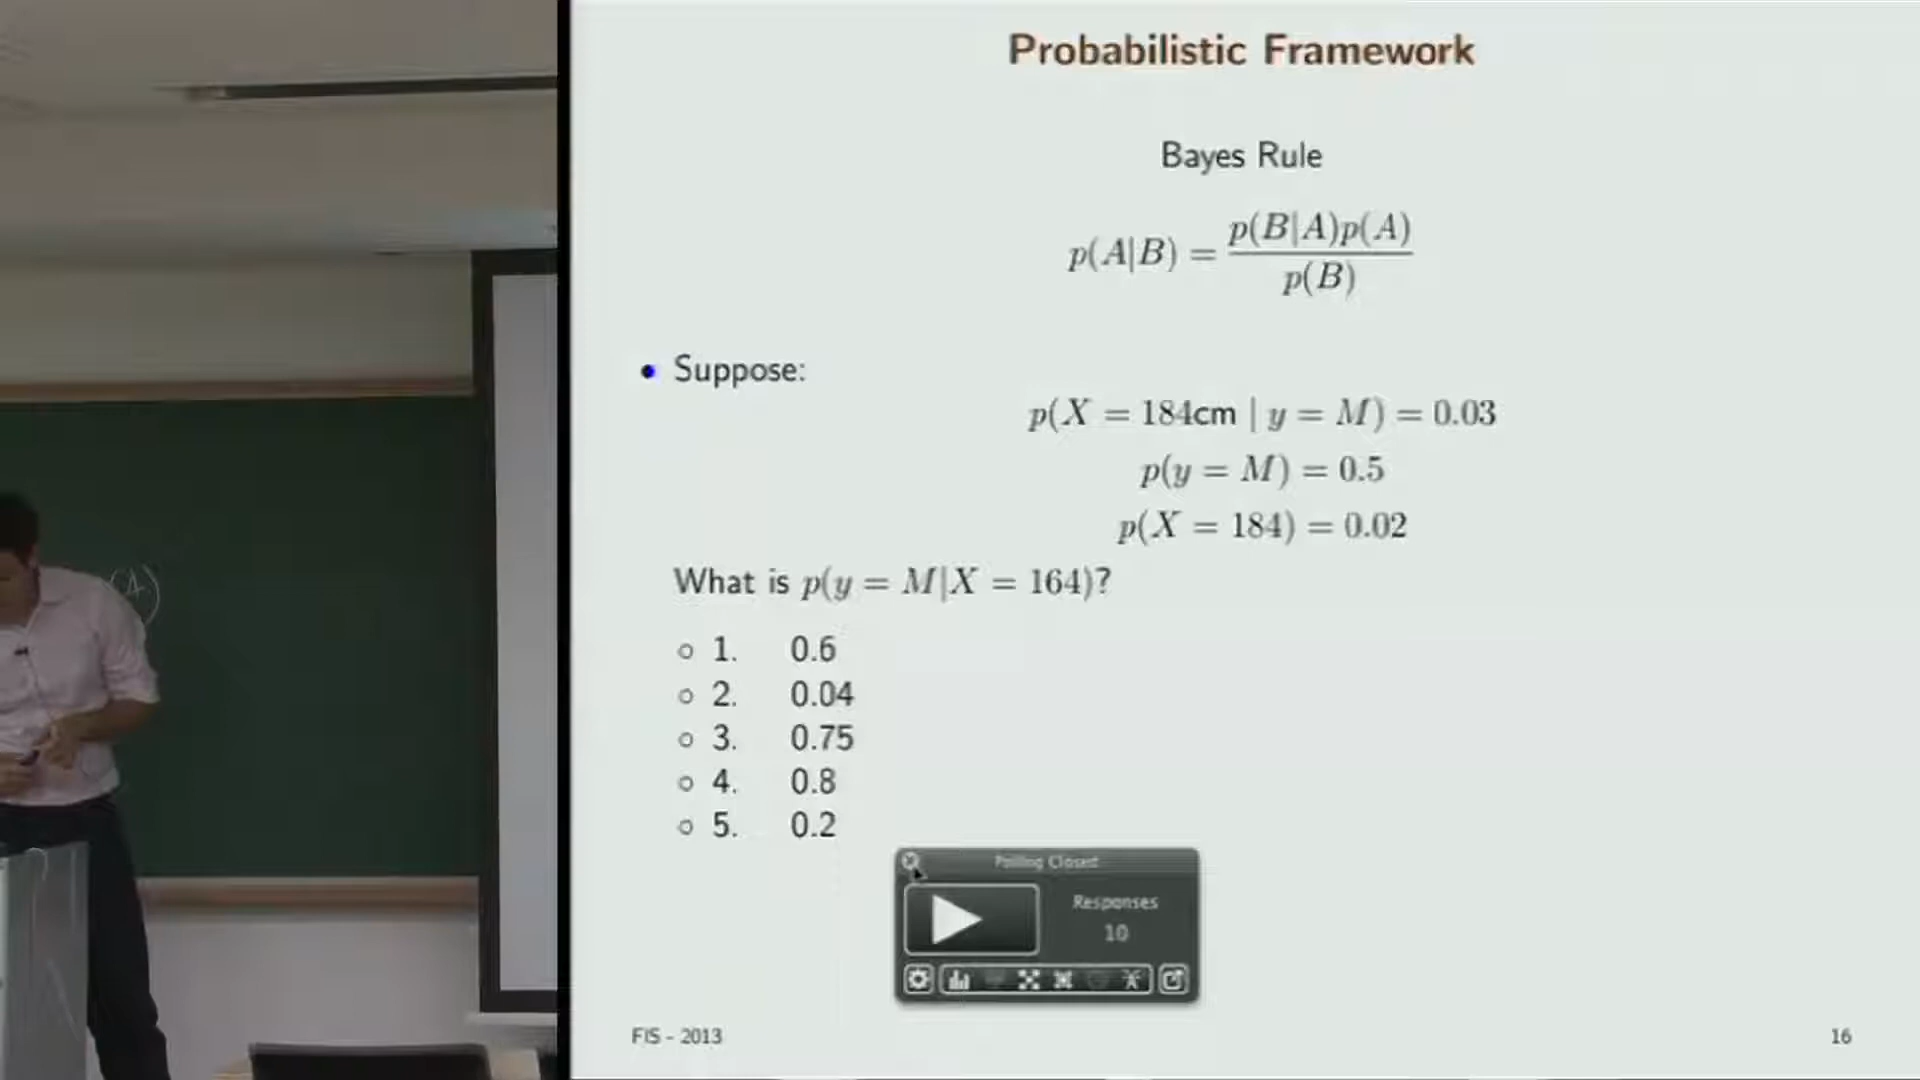 Probabilistic Framework
Bayes Rule
p(A|B) = p(B|A)p(A) / p(B)
• Suppose:
p(X = 184cm | y = M) = 0.03
p(y = M) = 0.5
p(X = 184) = 0.02
What is p(y = M|X = 164)?
○ 1. 0.6
○ 2. 0.04
○ 3. 0.75
○ 4. 0.8
○ 5. 0.2
Polling Closed
Responses
10
FIS - 2013
16
(A)